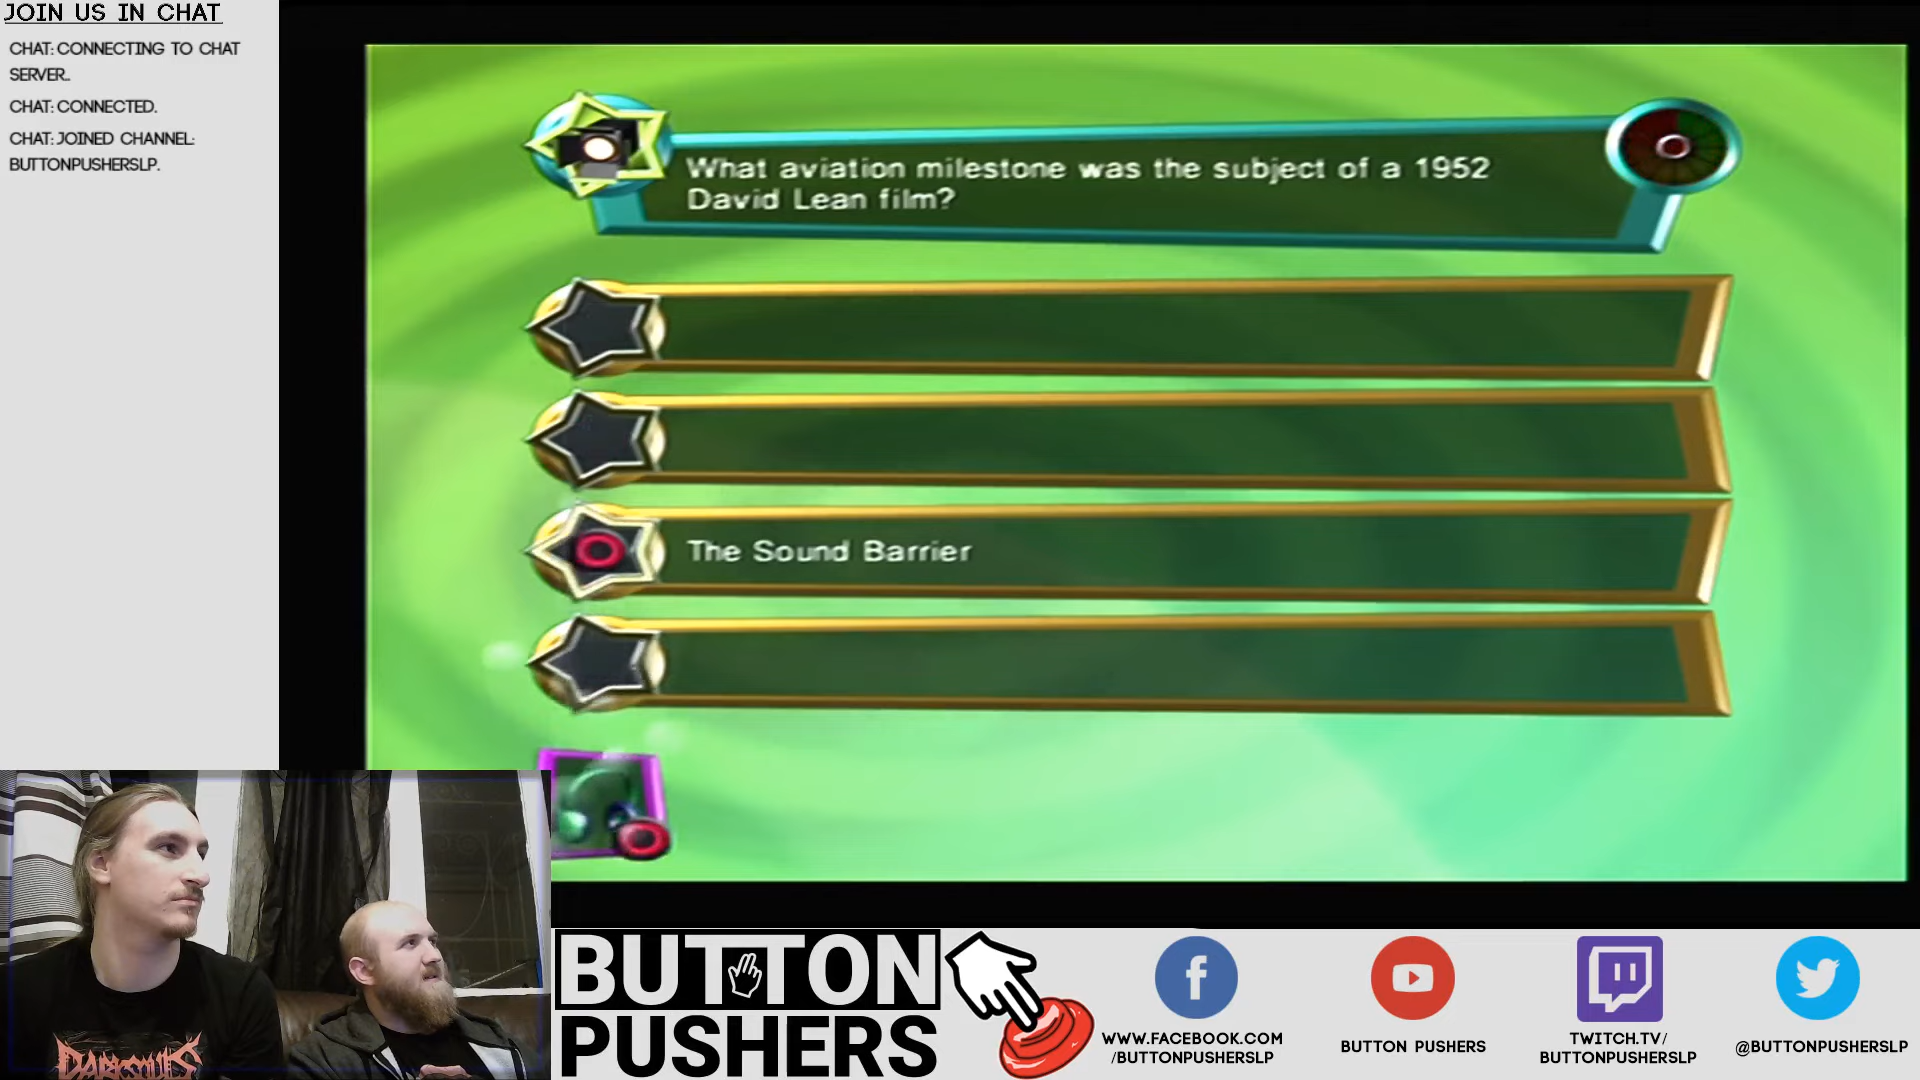 JOIN US IN CHAT
CHAT: CONNECTING TO CHAT
SERVER..
CHAT: CONNECTED.
CHAT: JOINED CHANNEL:
BUTTONPUSHERSLP.
What aviation milestone was the subject of a 1952
David Lean film?
The Sound Barrier
DARKSOULS
BUTTON
PUSHERS
WWW.FACEBOOK.COM
/BUTTONPUSHERSLP
BUTTON PUSHERS
TWITCH.TV/
BUTTONPUSHERSLP
@BUTTONPUSHERSLP